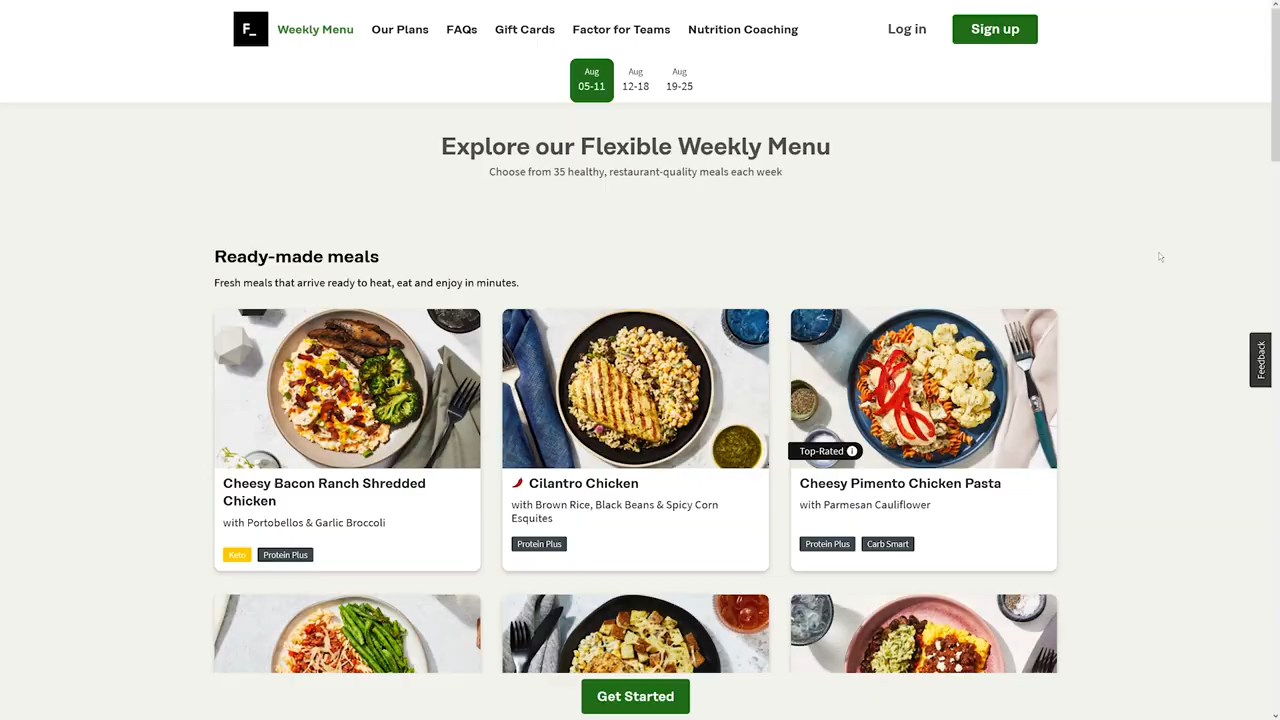 F_
Weekly Menu
Our Plans
FAQs
Gift Cards
Factor for Teams
Nutrition Coaching
Log in
Sign up
Aug
05-11
Aug
12-18
Aug
19-25
Explore our Flexible Weekly Menu
Choose from 35 healthy, restaurant-quality meals each week
Ready-made meals
Fresh meals that arrive ready to heat, eat and enjoy in minutes.
Feedback
Cheesy Bacon Ranch Shredded
Chicken
with Portobellos & Garlic Broccoli
Keto
Protein Plus
Cilantro Chicken
with Brown Rice, Black Beans & Spicy Corn
Esquites
Protein Plus
Top-Rated
Cheesy Pimento Chicken Pasta
with Parmesan Cauliflower
Protein Plus
Carb Smart
Get Started